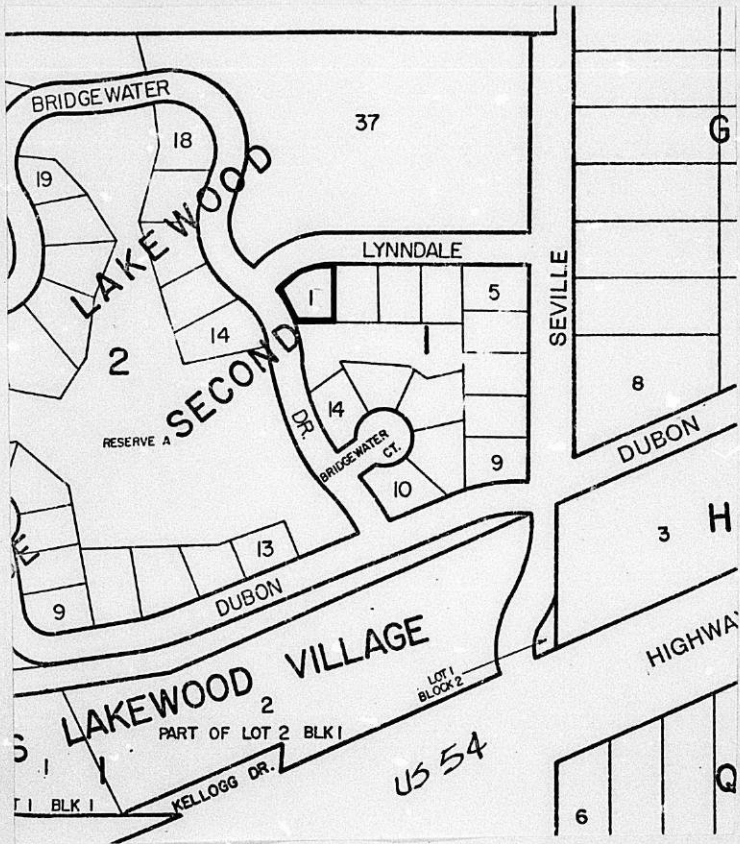 BRIDGEWATER
18
37
G
19
LAKEWOOD
LYNNDALE
1
5
SEVILLE
14
2
1
SECOND
8
RESERVE A
DR.
14
BRIDGEWATER
CT.
DUBON
9
10
3
H
13
DUBON
9
HIGHWA
LAKEWOOD VILLAGE
LOT 1
BLOCK 2
2
PART OF LOT 2 BLK 1
S
1
1
US 54
KELLOGG DR.
T 1 BLK 1
Q
6